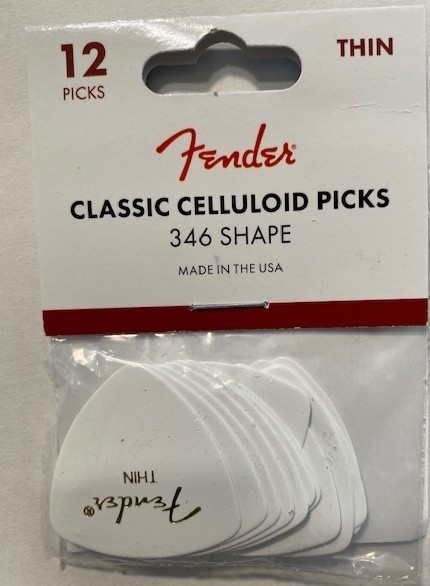 12 THIN
PICKS
Fender
CLASSIC CELLULOID PICKS
346 SHAPE
MADE IN THE USA
THIN
Fender